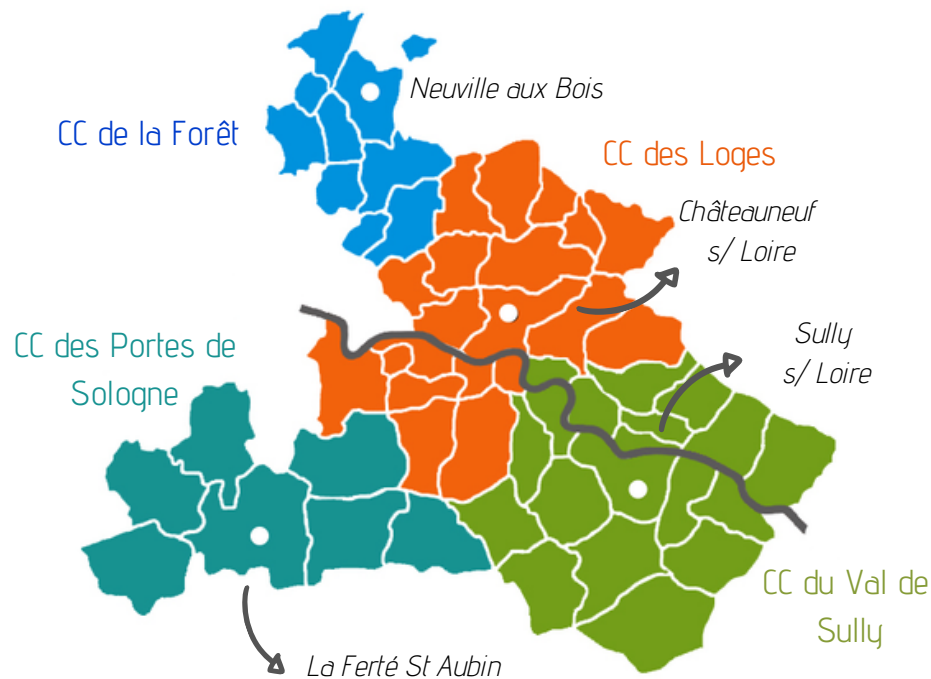 Neuville aux Bois
CC de la Forêt
CC des Loges
Châteauneuf
s/ Loire
CC des Portes de
Sologne
Sully
s/ Loire
CC du Val de
Sully
La Ferté St Aubin